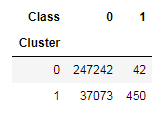 Class 0 1
Cluster
0 247242 42
1 37073 450